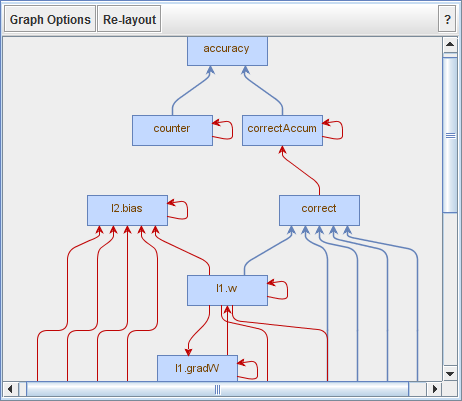 Graph Options Re-layout ?
accuracy
counter correctAccum
l2.bias correct
l1.w
l1.gradW